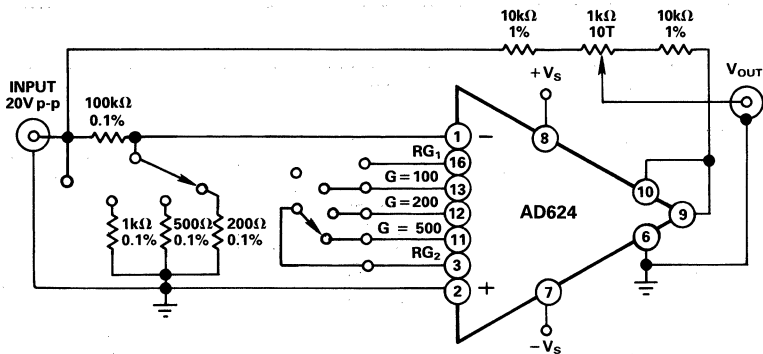 10kΩ
1%
1kΩ
10T
10kΩ
1%
INPUT
20V p-p
100kΩ
0.1%
+VS
VOUT
1
−
8
RG1
16
G = 100
13
10
G = 200
12
AD624
9
1kΩ
0.1%
500Ω
0.1%
200Ω
0.1%
G = 500
11
6
RG2
3
2
+
7
−VS